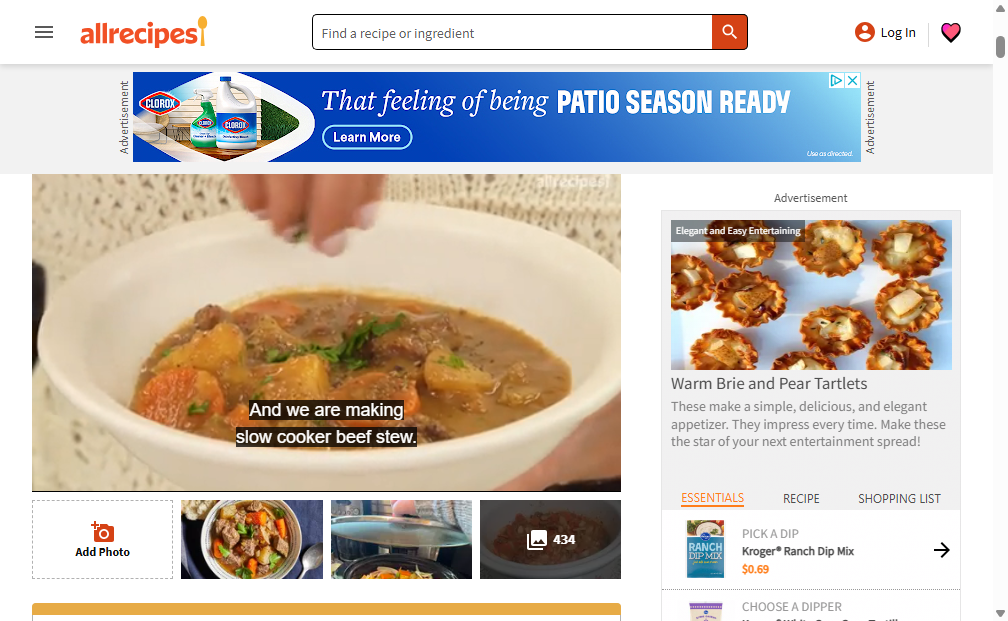 allrecipes
Find a recipe or ingredient
Log In
Advertisement
CLOROX
CLOROX
That feeling of being PATIO SEASON READY
Learn More
Use as directed.
Advertisement
allrecipes
And we are making
slow cooker beef stew.
Add Photo
434
Advertisement
Elegant and Easy Entertaining
Warm Brie and Pear Tartlets
These make a simple, delicious, and elegant
appetizer. They impress every time. Make these
the star of your next entertainment spread!
ESSENTIALS
RECIPE
SHOPPING LIST
RANCH
DIP MIX
PICK A DIP
Kroger® Ranch Dip Mix
$0.69
CHOOSE A DIPPER